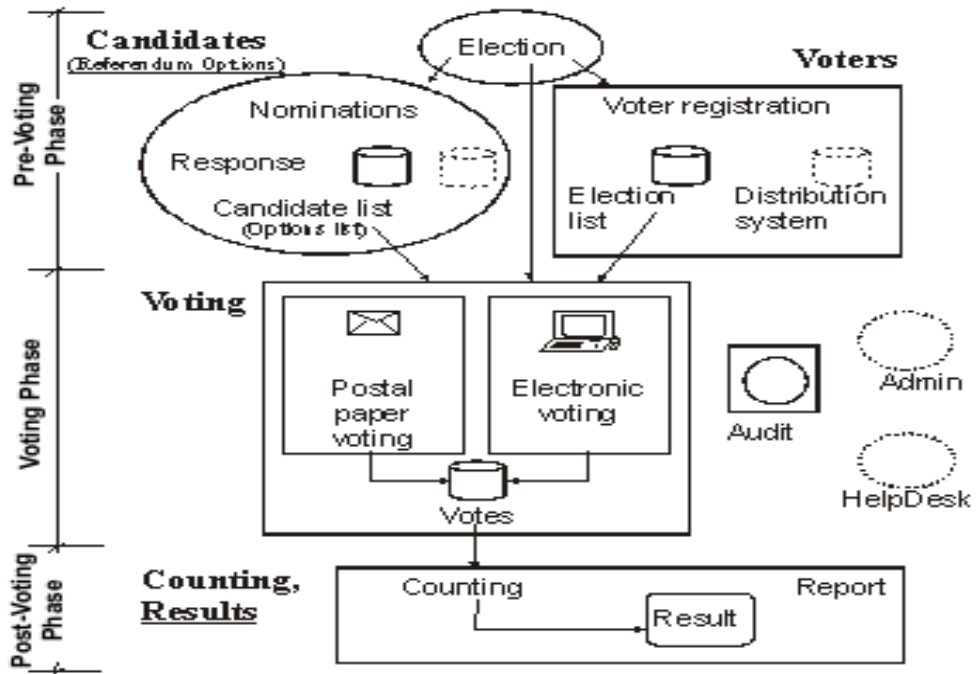 Candidates
(Referendum Options)
Election
Voters
Nominations
Voter registration
Response
Candidate list
(Options list)
Election
list
Distribution
system
Pre-Voting
Phase
Voting
Postal
paper
voting
Electronic
voting
Votes
Audit
Admin
HelpDesk
Voting Phase
Counting,
Results
Counting
Report
Result
Post-Voting
Phase